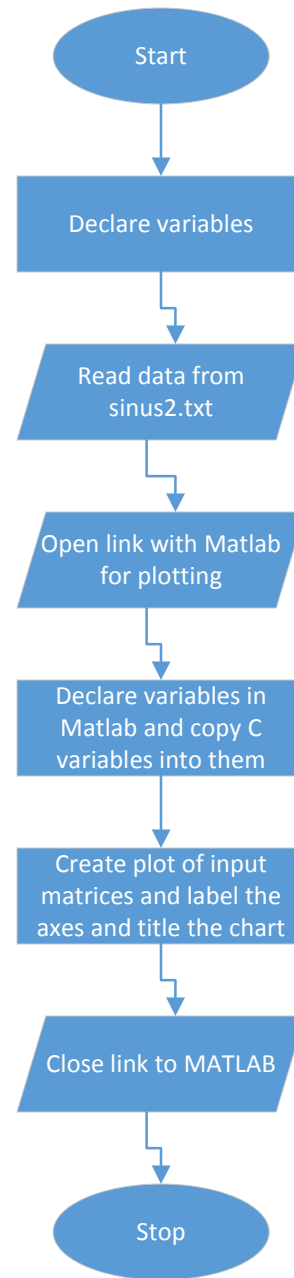 Start
Declare variables
Read data from
sinus2.txt
Open link with Matlab
for plotting
Declare variables in
Matlab and copy C
variables into them
Create plot of input
matrices and label the
axes and title the chart
Close link to MATLAB
Stop